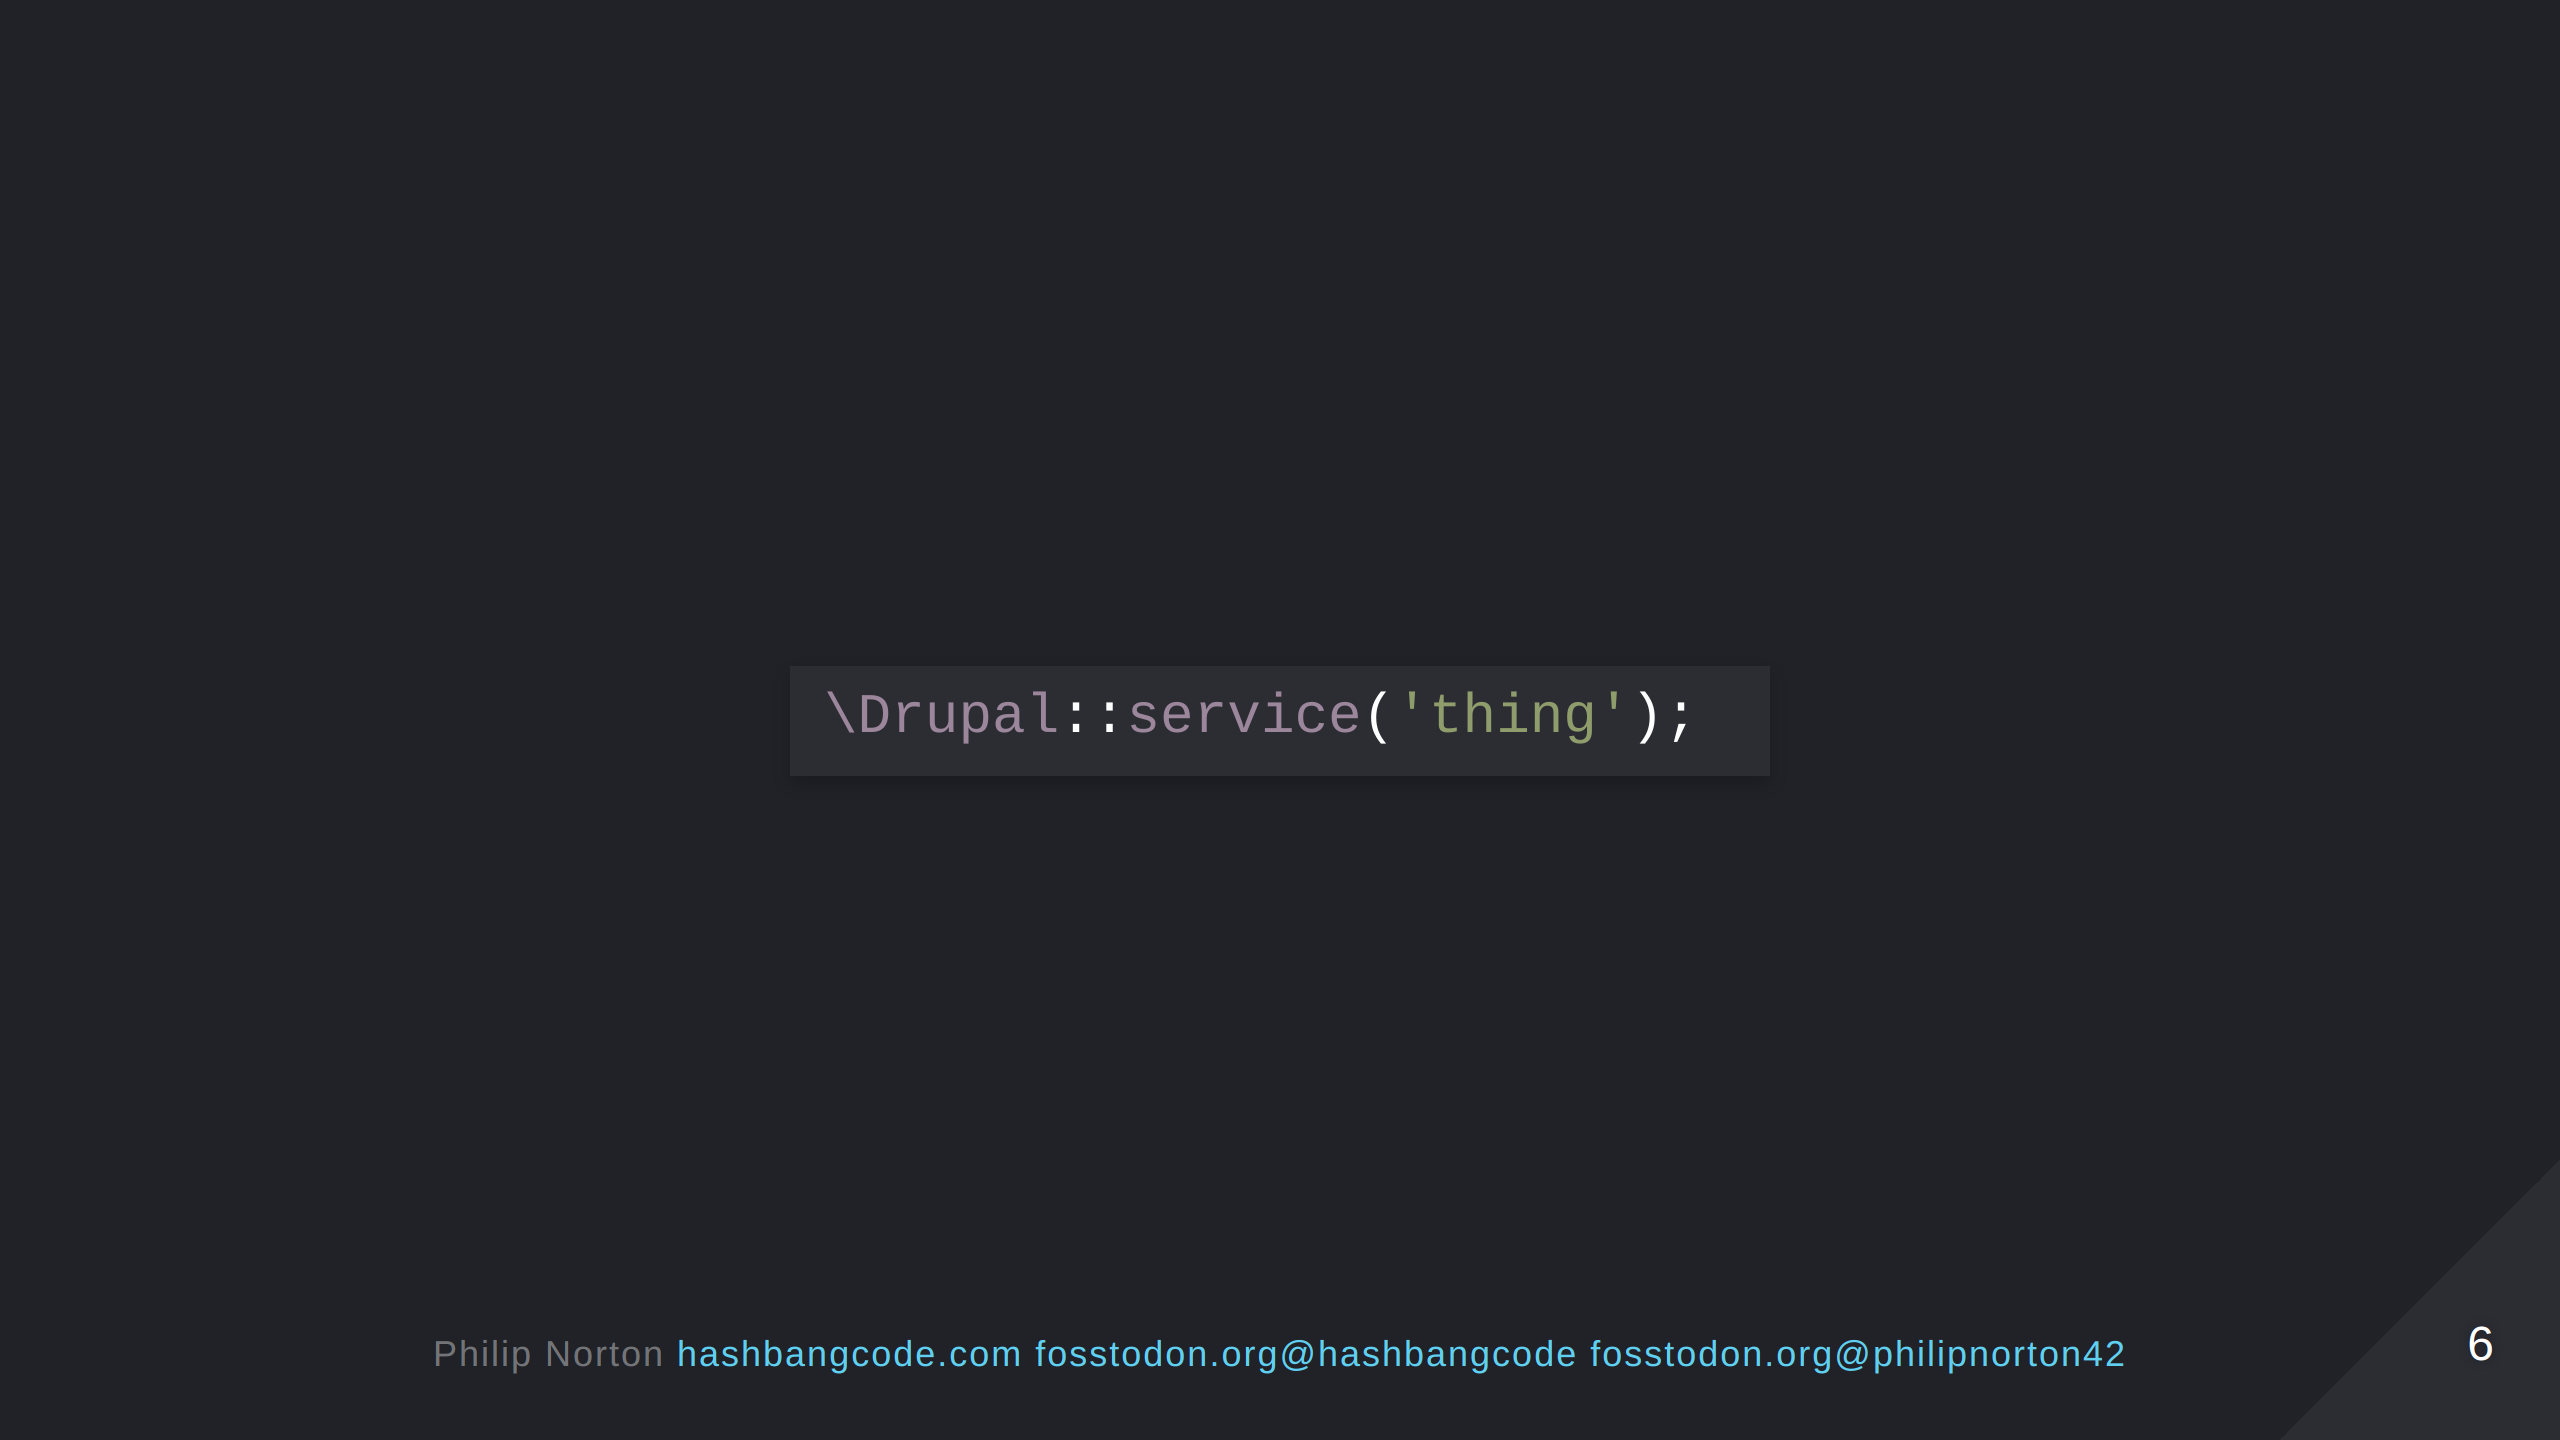 \Drupal::service('thing');
Philip Norton hashbangcode.com fosstodon.org@hashbangcode fosstodon.org@philipnorton42
6